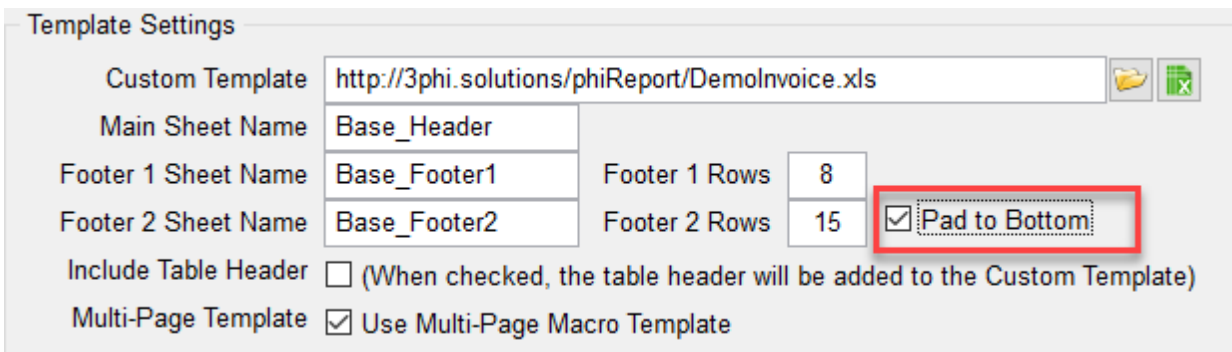 Template Settings
Custom Template http://3phi.solutions/phiReport/DemoInvoice.xls
Main Sheet Name Base_Header
Footer 1 Sheet Name Base_Footer1 Footer 1 Rows 8
Footer 2 Sheet Name Base_Footer2 Footer 2 Rows 15 Pad to Bottom
Include Table Header (When checked, the table header will be added to the Custom Template)
Multi-Page Template Use Multi-Page Macro Template